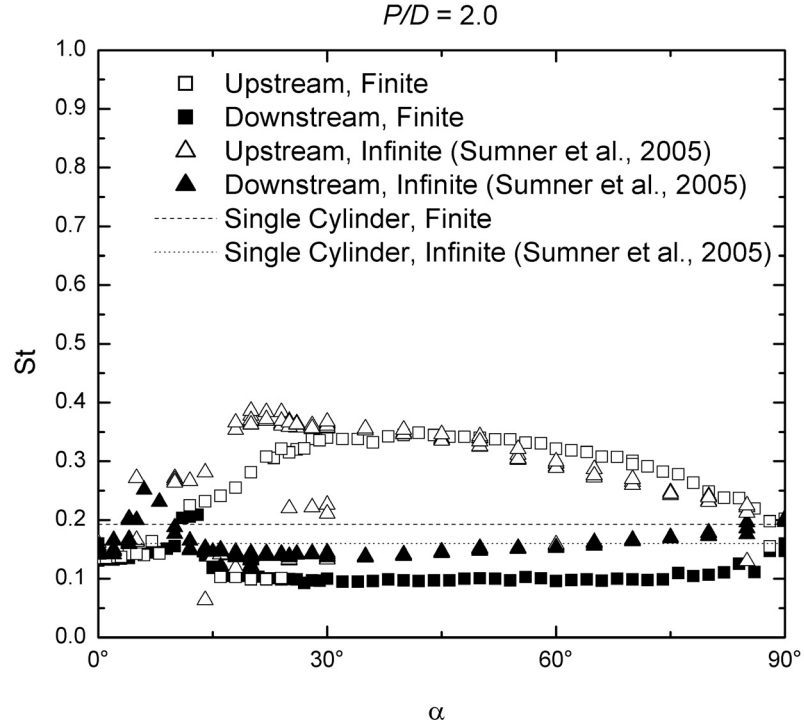 P/D = 2.0
1.0
0.9
0.8
0.7
0.6
0.5
0.4
0.3
0.2
0.1
0.0
St
Upstream, Finite
Downstream, Finite
Upstream, Infinite (Sumner et al., 2005)
Downstream, Infinite (Sumner et al., 2005)
Single Cylinder, Finite
Single Cylinder, Infinite (Sumner et al., 2005)
0° 30° 60° 90°
α